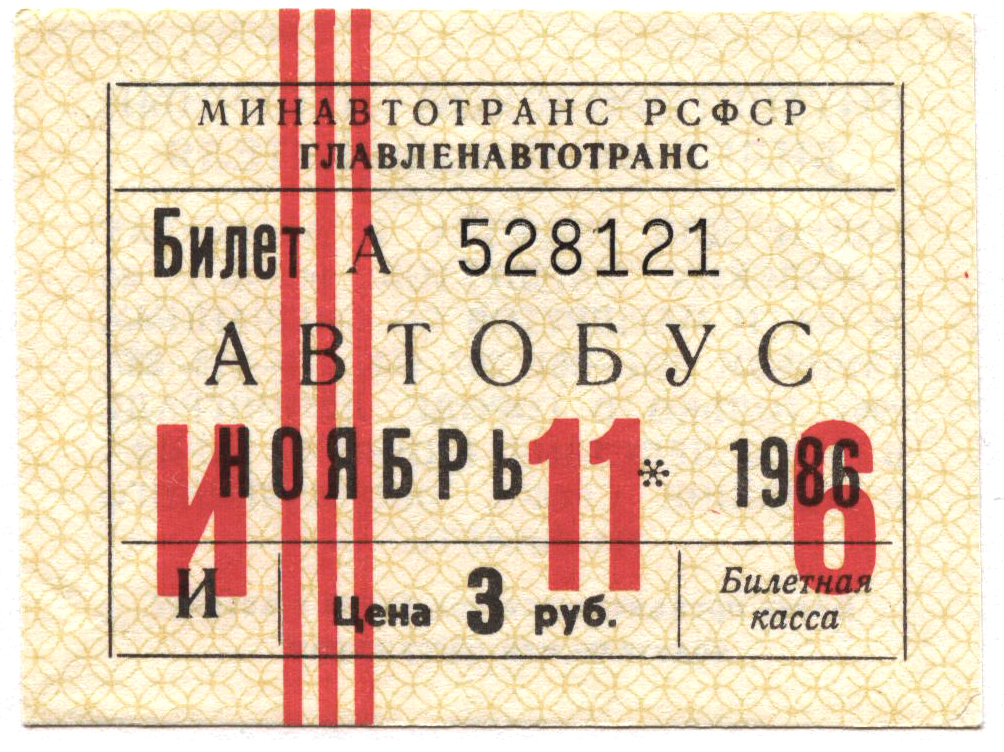 МИНАВТОТРАНС РСФСР
ГЛАВЛЕНАВТОТРАНС
Билет А 528121
АВТОБУС
И 11 6
НОЯБРЬ * 1986
И Цена 3 руб. Билетная
касса